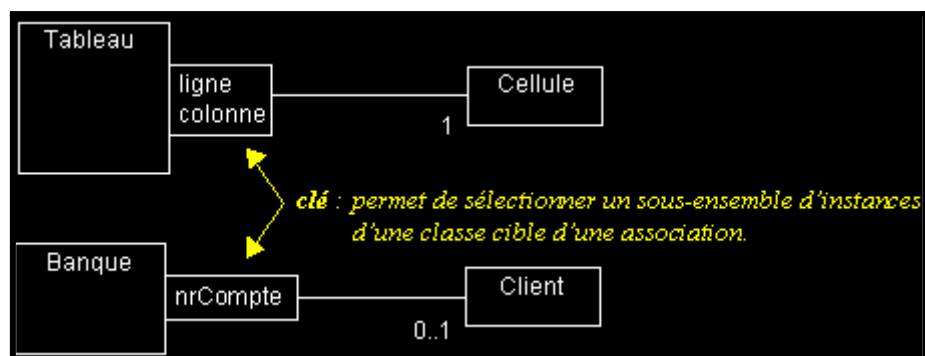 Tableau
ligne
colonne
Cellule
1
clé : permet de sélectionner un sous-ensemble d'instances
d'une classe cible d'une association.
Banque
nrCompte
Client
0..1